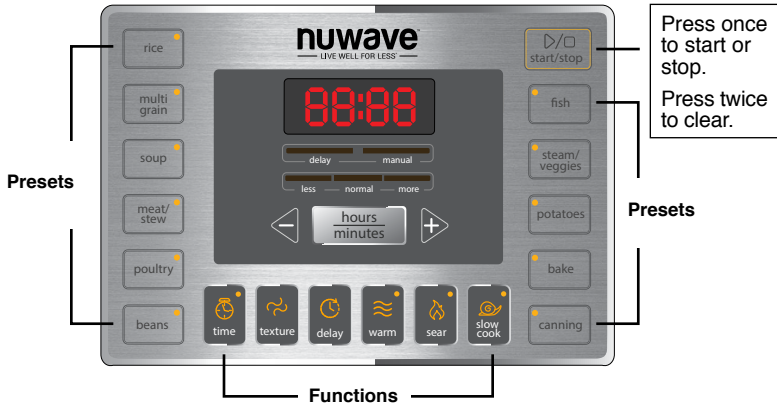 rice
multi
grain
soup
meat/
stew
poultry
beans
Presets
nuwave
LIVE WELL FOR LESS
88:88
delay manual
less normal more
hours
minutes
time
texture
delay
warm
sear
slow
cook
Functions
start/stop
fish
steam/
veggies
potatoes
bake
canning
Presets
Press once
to start or
stop.
Press twice
to clear.